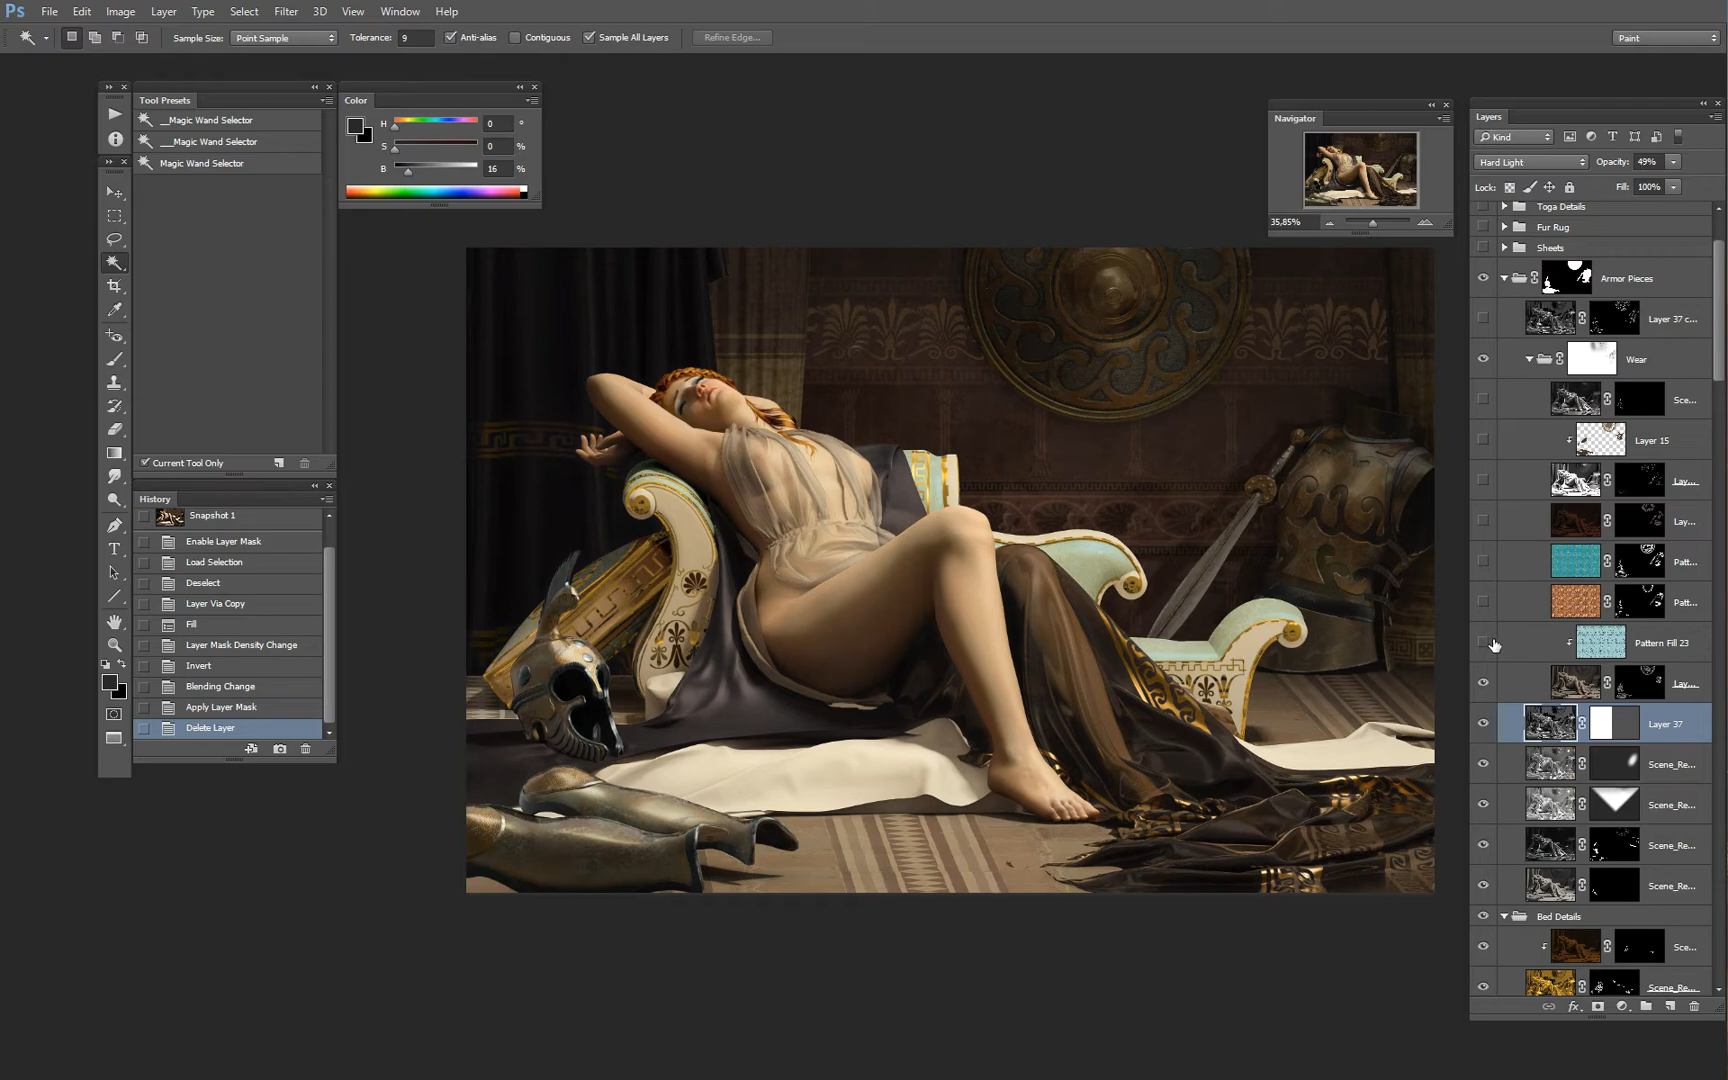 Ps File Edit Image Layer Type Select Filter 3D View Window Help
Sample Size: Point Sample Tolerance: 9 Anti-alias Contiguous Sample All Layers Refine Edge... Paint
Tool Presets
__Magic Wand Selector
___Magic Wand Selector
Magic Wand Selector
Current Tool Only
History
Snapshot 1
Enable Layer Mask
Load Selection
Deselect
Layer Via Copy
Fill
Layer Mask Density Change
Invert
Blending Change
Apply Layer Mask
Delete Layer
Color
H 0 °
S 0 %
B 16 %
Navigator
35,85%
Layers
Kind
Hard Light Opacity: 49%
Lock: Fill: 100%
Toga Details
Fur Rug
Sheets
Armor Pieces
Layer 37 c...
Wear
Sce...
Layer 15
Lay...
Lay...
Patt...
Patt...
Pattern Fill 23
Lay...
Layer 37
Scene_Re...
Scene_Re...
Scene_Re...
Scene_Re...
Bed Details
Sce...
Scene_Re...